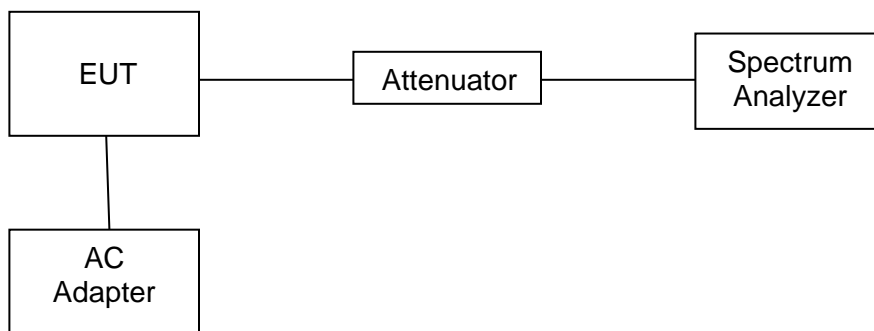 EUT
Attenuator
Spectrum
Analyzer
AC
Adapter